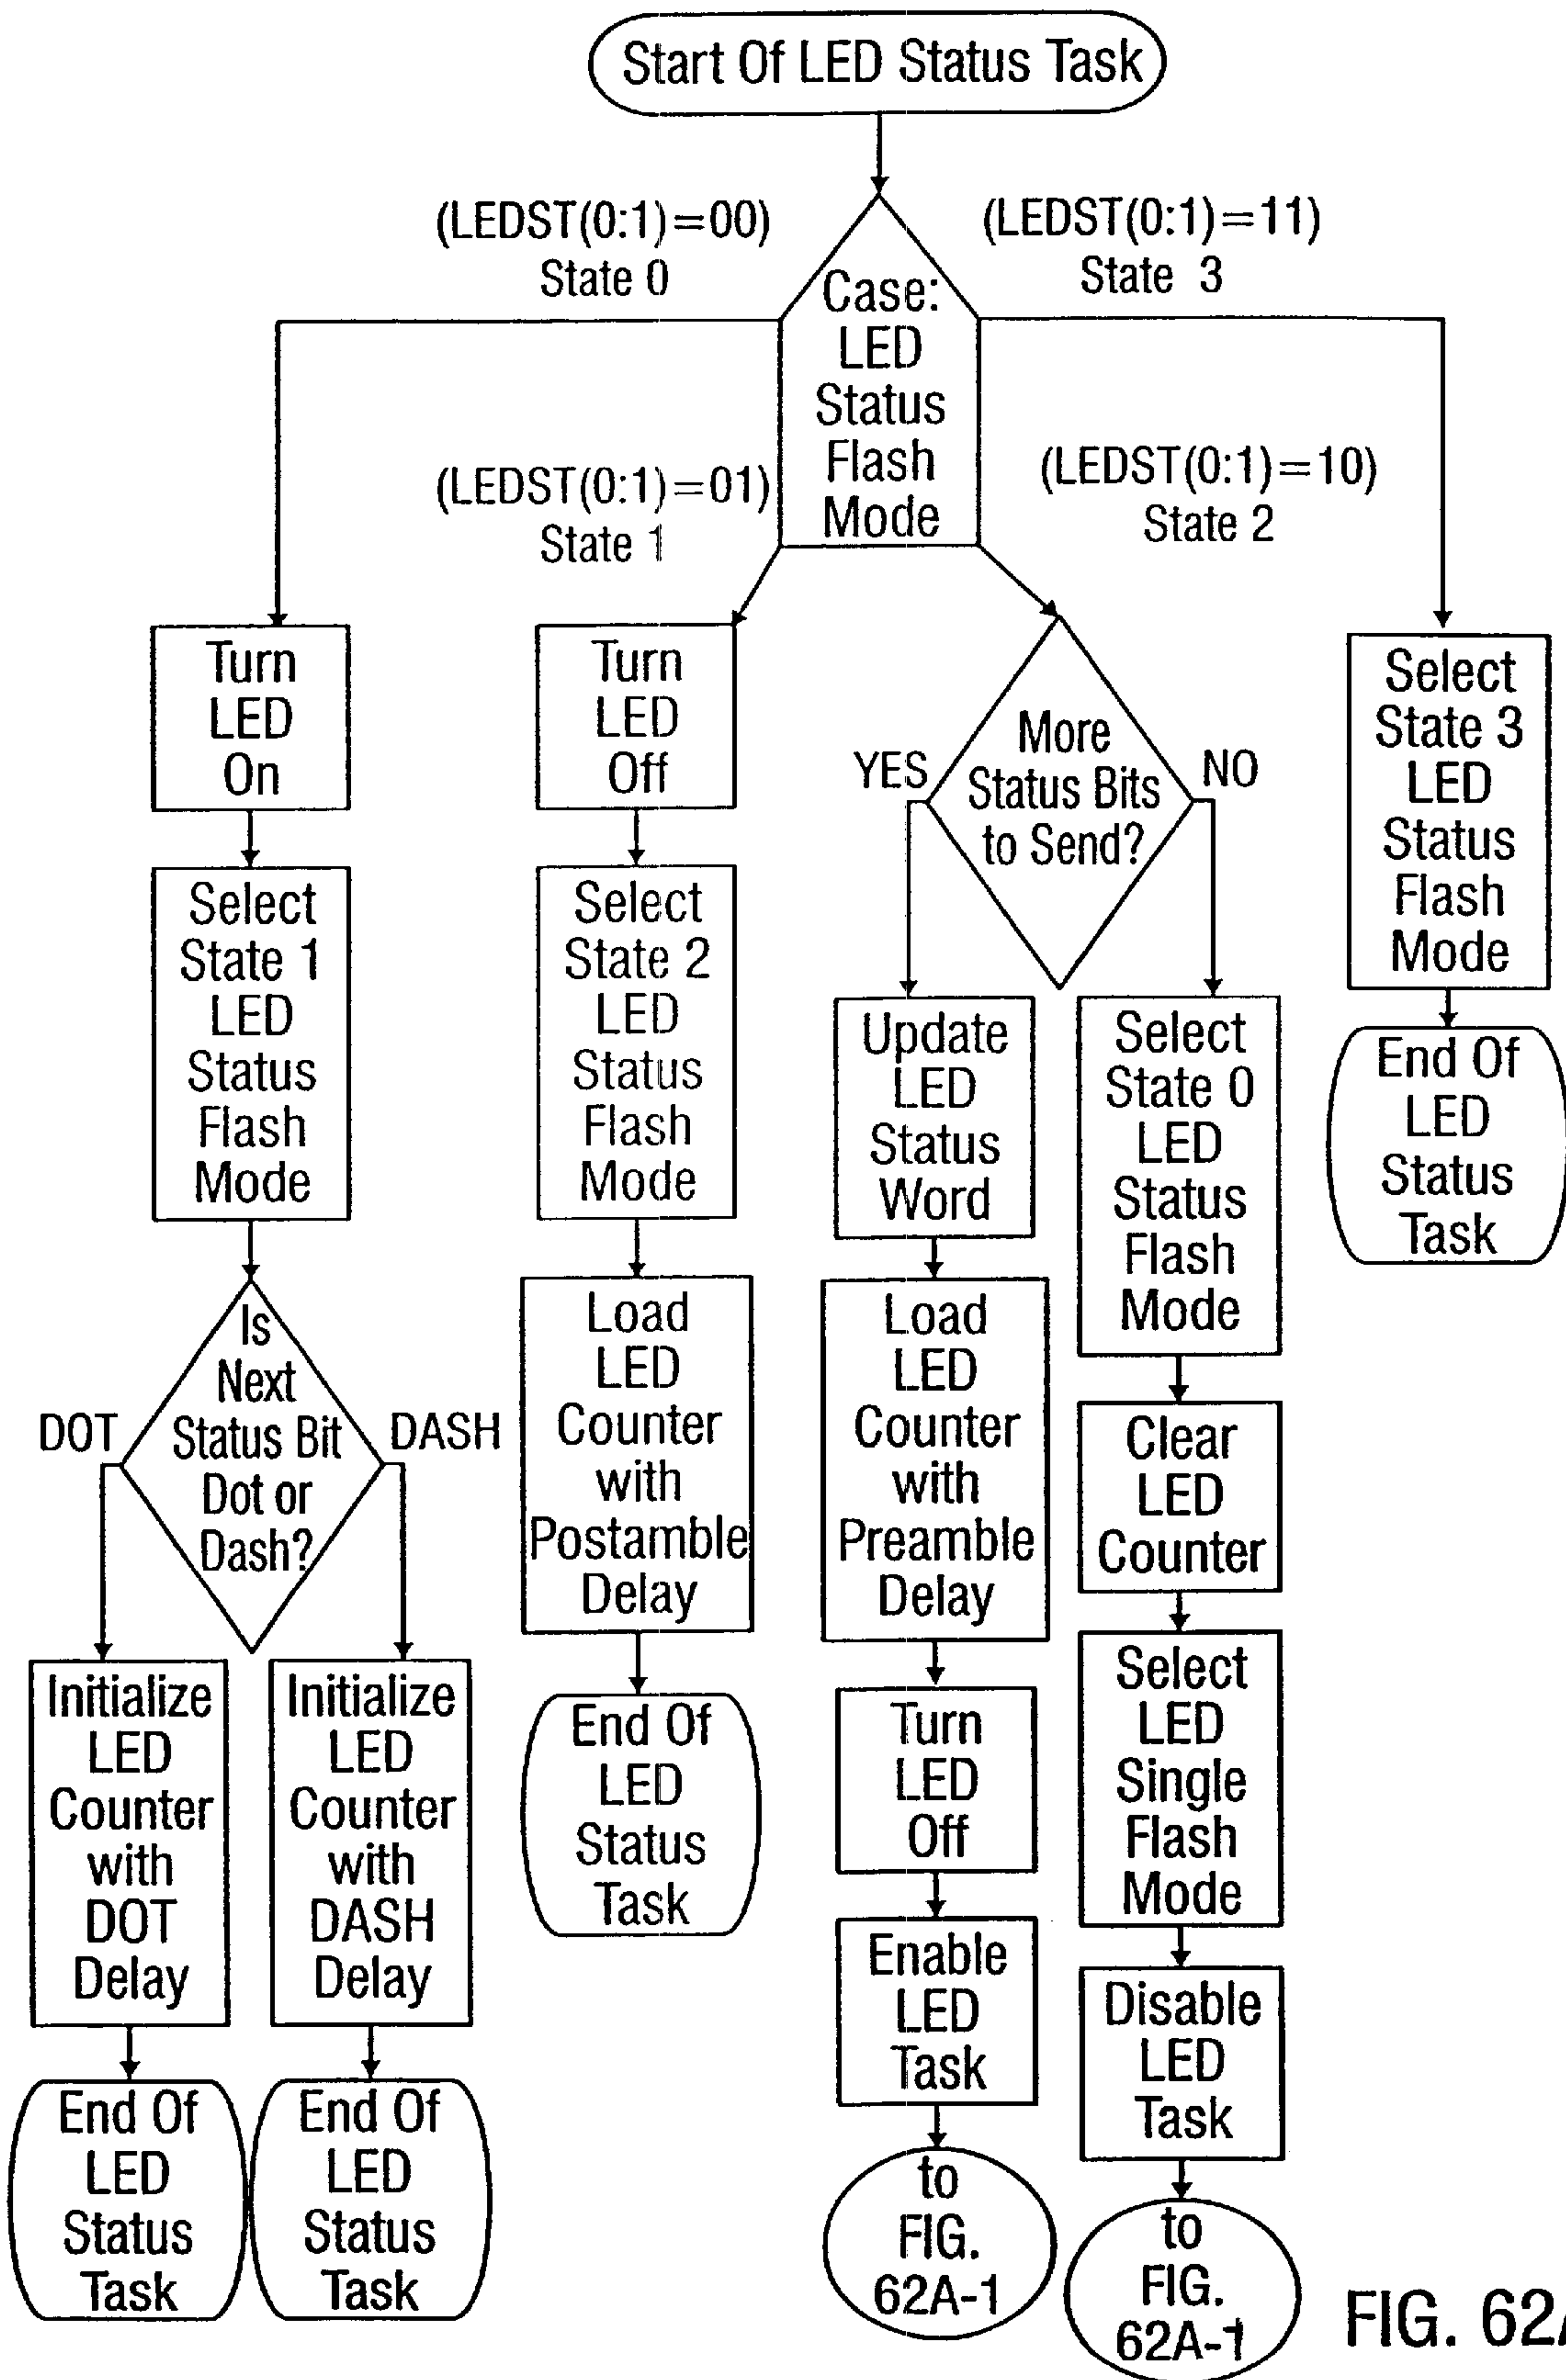 Start Of LED Status Task
(LEDST(0:1)=00)
State 0
(LEDST(0:1)=11)
State 3
Case:
LED
Status
Flash
Mode
(LEDST(0:1)=01)
State 1
(LEDST(0:1)=10)
State 2
Turn
LED
On
Select
State 1
LED
Status
Flash
Mode
Is
Next
Status Bit
Dot or
Dash?
DOT
DASH
Initialize
LED
Counter
with
DOT
Delay
End Of
LED
Status
Task
Initialize
LED
Counter
with
DASH
Delay
End Of
LED
Status
Task
Turn
LED
Off
Select
State 2
LED
Status
Flash
Mode
Load
LED
Counter
with
Postamble
Delay
End Of
LED
Status
Task
More
Status Bits
to Send?
YES
NO
Update
LED
Status
Word
Load
LED
Counter
with
Preamble
Delay
Turn
LED
Off
Enable
LED
Task
to
FIG.
62A-1
Select
State 0
LED
Status
Flash
Mode
Clear
LED
Counter
Select
LED
Single
Flash
Mode
Disable
LED
Task
to
FIG.
62A-1
Select
State 3
LED
Status
Flash
Mode
End Of
LED
Status
Task
FIG. 62A